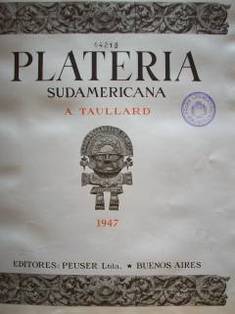 PLATERIA
SUDAMERICANA
A TAULLARD
1947
EDITORES: PEUSER Ltda. ★ BUENOS AIRES